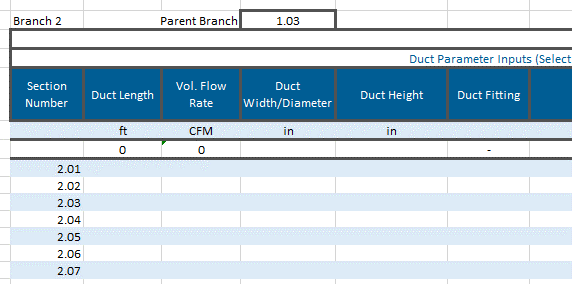 Branch 2 Parent Branch 1.03
Duct Parameter Inputs (Select
Section Number Duct Length Vol. Flow Rate Duct Width/Diameter Duct Height Duct Fitting
ft CFM in in
0 0 -
2.01
2.02
2.03
2.04
2.05
2.06
2.07